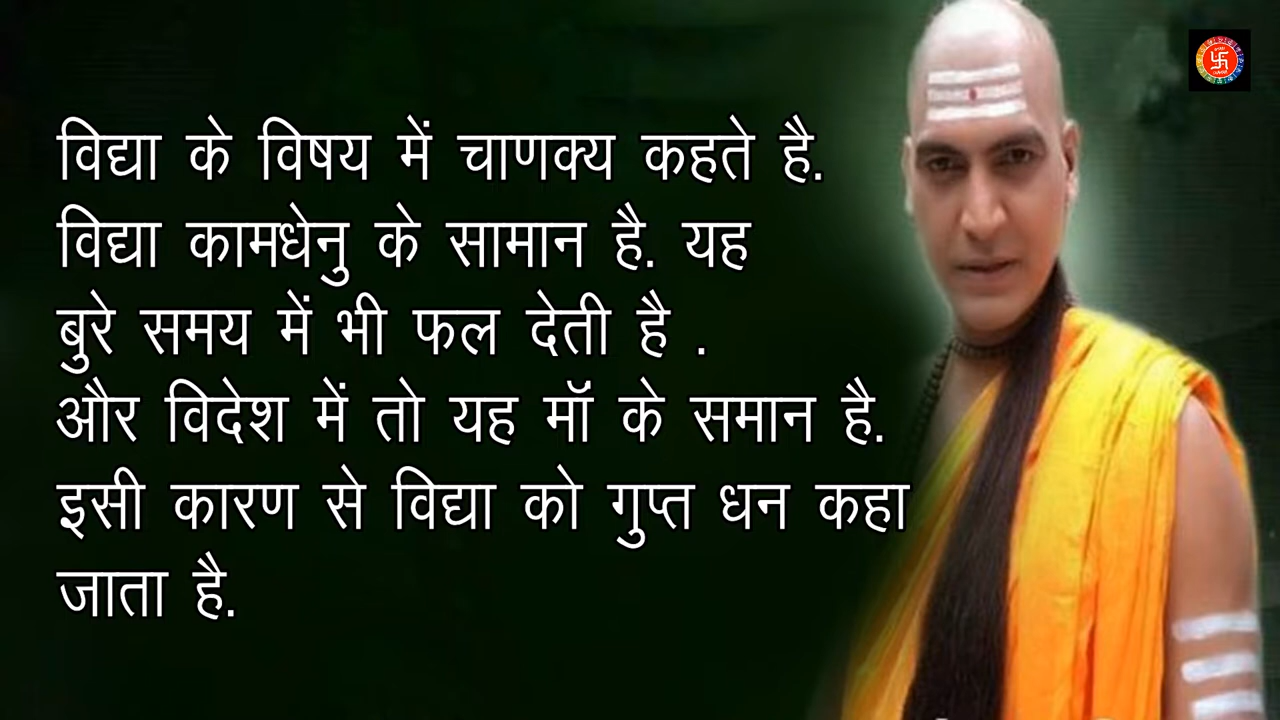 विद्या के विषय में चाणक्य कहते है.
विद्या कामधेनु के सामान है. यह
बुरे समय में भी फल देती है .
और विदेश में तो यह मॉ के समान है.
इसी कारण से विद्या को गुप्त धन कहा
जाता है.